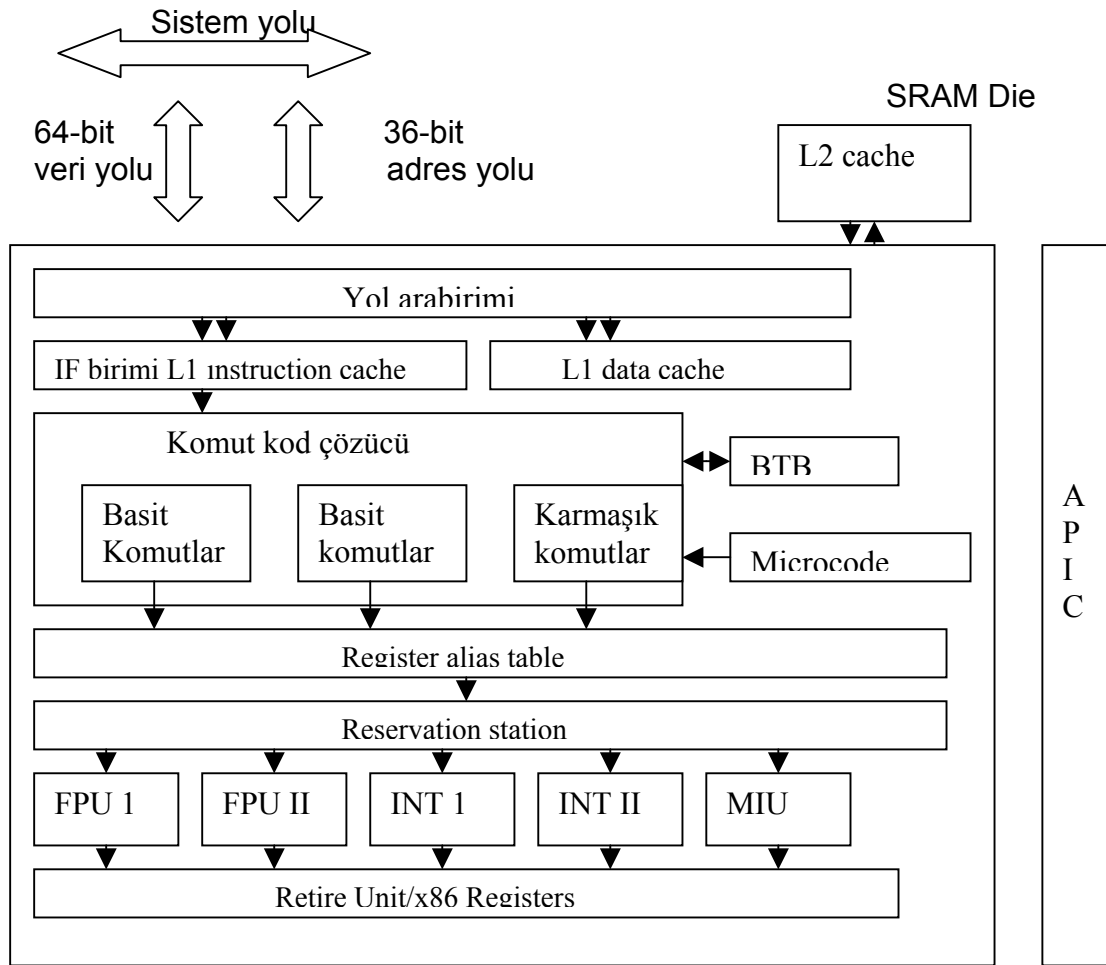 Sistem yolu
SRAM Die
64-bit
veri yolu
36-bit
adres yolu
L2 cache
Yol arabirimi
IF birimi L1 ınstruction cache
L1 data cache
Komut kod çözücü
BTB
Basit
Komutlar
Basit
komutlar
Karmaşık
komutlar
Microcode
Register alias table
Reservation station
FPU 1
FPU II
INT 1
INT II
MIU
Retire Unit/x86 Registers
A
P
I
C